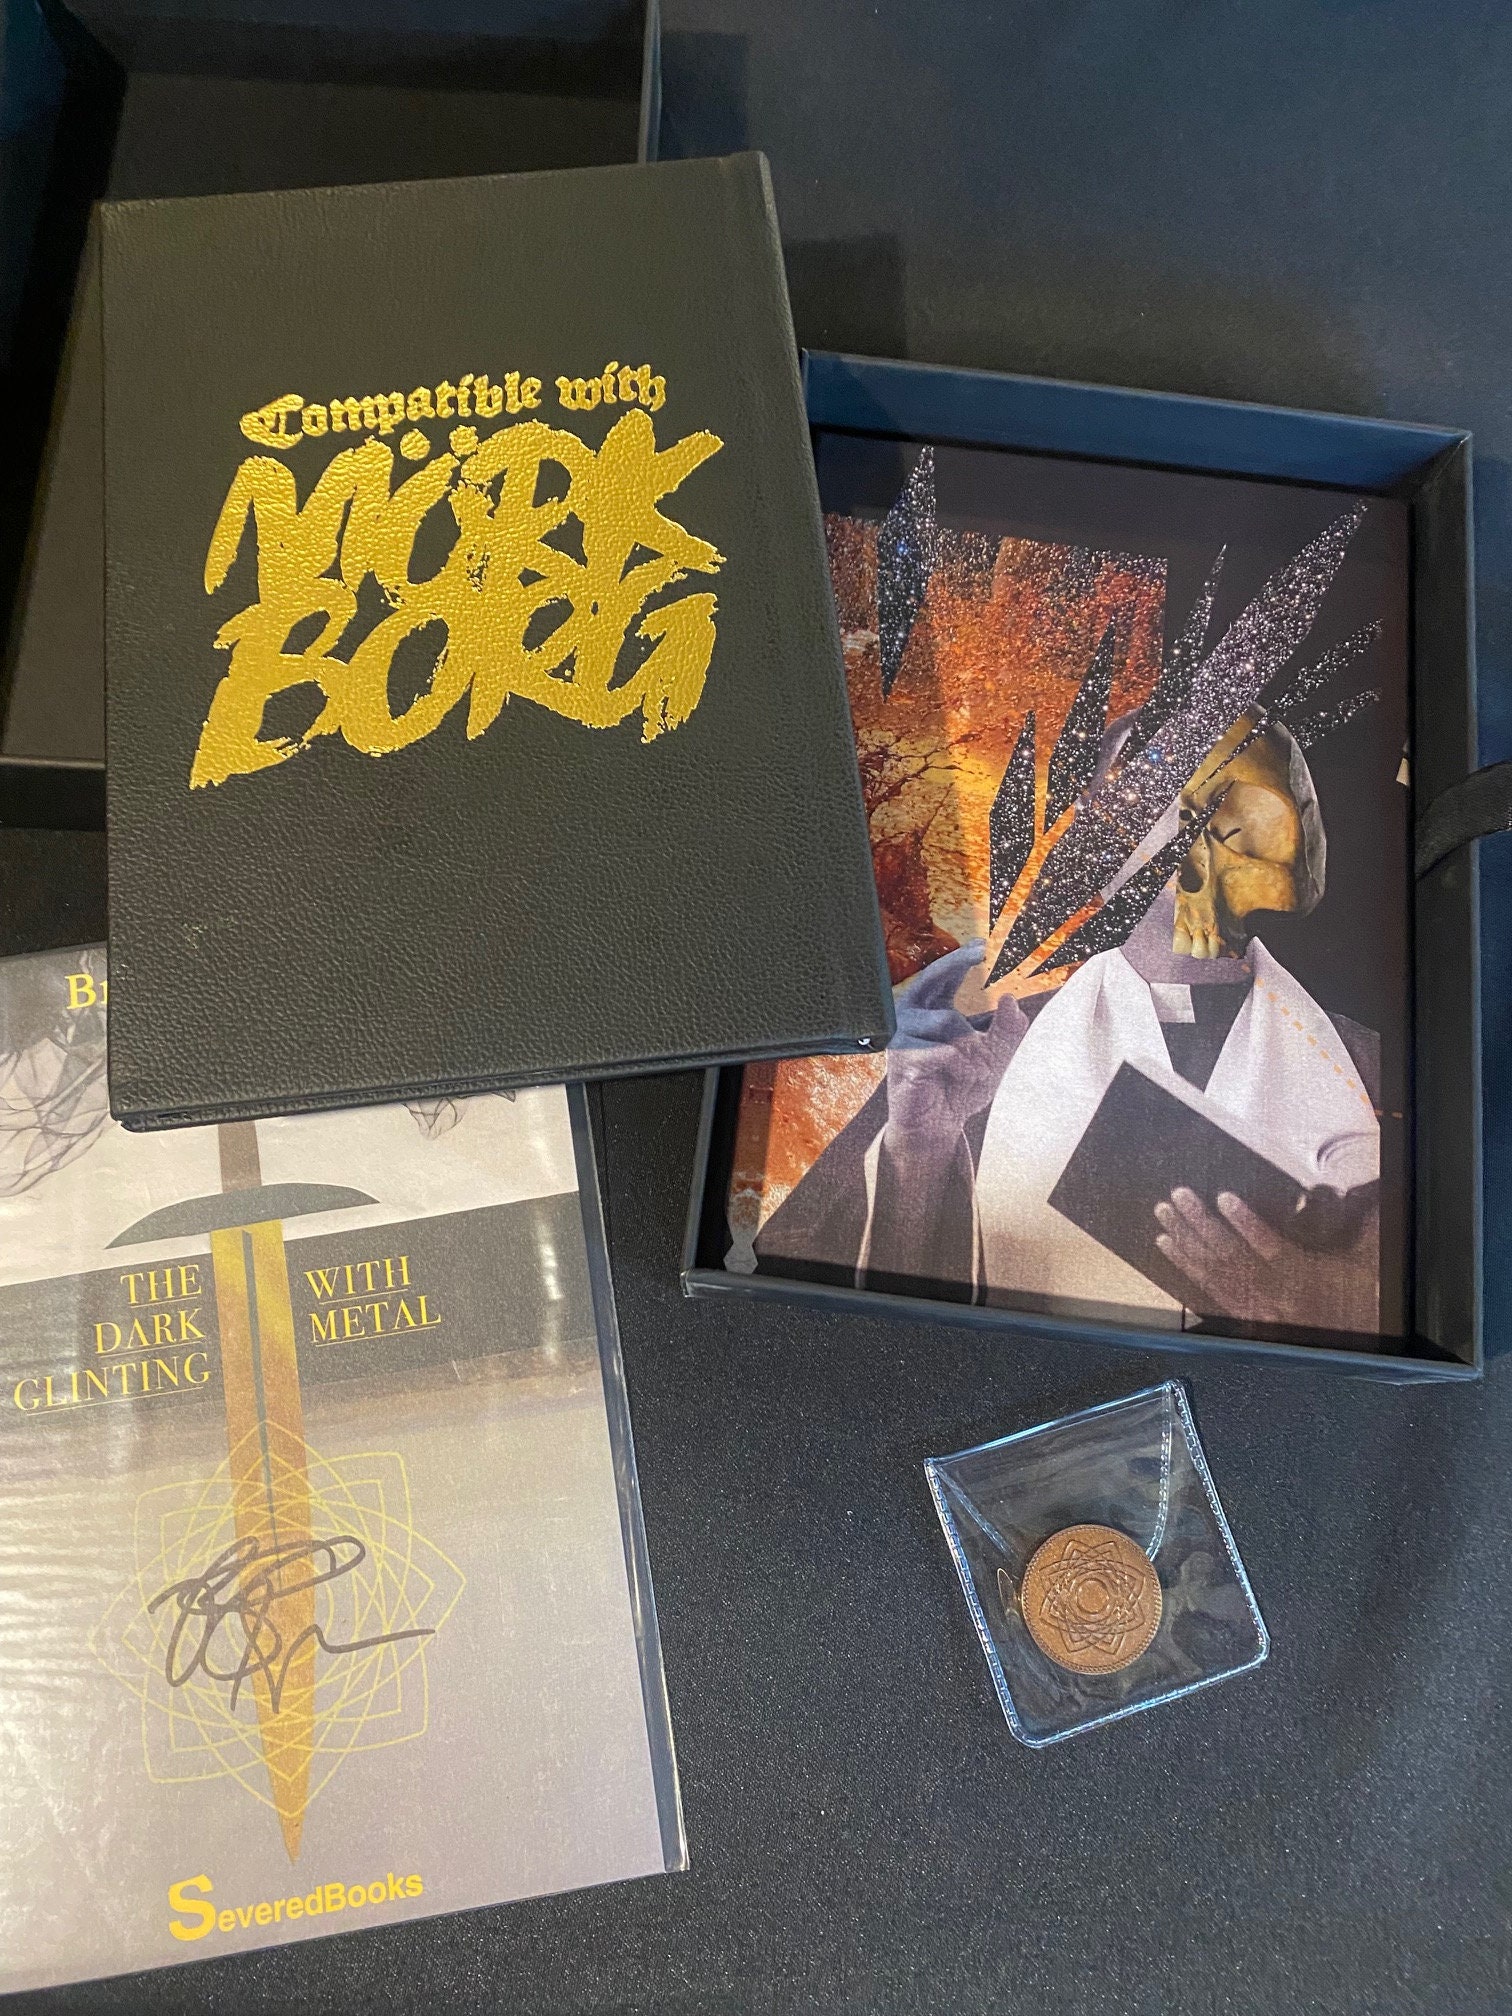 Compatible with
MÖRK
BORG
THE
DARK
GLINTING
WITH
METAL
SeveredBooks